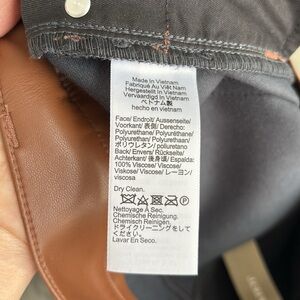 Made In Vietnam
Fabriqué Au Viêt Nam
Hergestellt In Vietnam
Vervaardigd In Vietnam
ベトナム製
hecho en Vietnam
Face/ Endroit/ Aussenseite/
Voorkant/ 表側/ Derecho:
Polyurethane/ Polyurethane/
Polyurethan/ Polyurethaan/
ポリウレタン/ poliuretano
Back/ Envers/ Rückseite/
Achterkant/ 後身頃/ Espalda:
100% Viscose/ Viscose/
Viskose/ Viscose/ レーヨン/
viscosa
Dry Clean.
Nettoyage À Sec.
Chemische Reinigung.
Chemisch Reinigen.
ドライクリーニングしてください
Lavar En Seco.